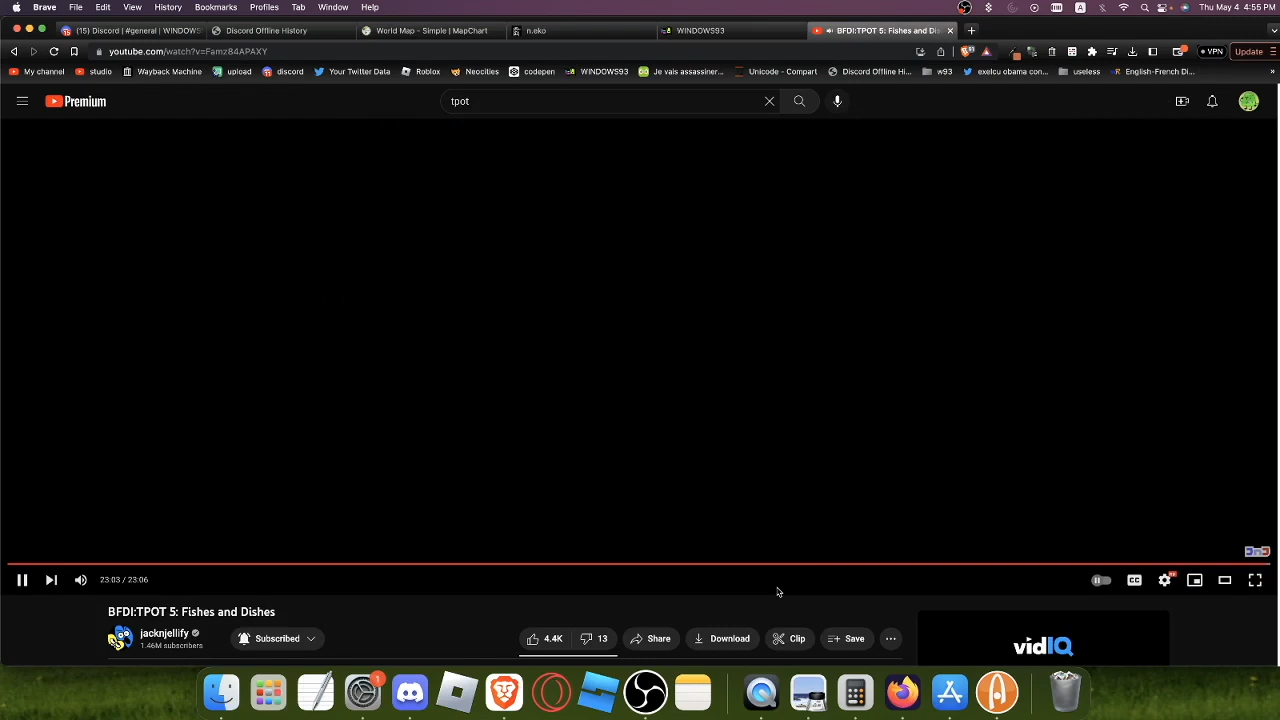 Brave File Edit View History Bookmarks Profiles Tab Window Help Thu May 4 4:55 PM
(15) Discord | #general | WINDOWS Discord Offline History World Map - Simple | MapChart n.eko WINDOWS93 BFDI:TPOT 5: Fishes and Dis
youtube.com/watch?v=Famz84APAXY VPN Update
My channel studio Wayback Machine upload discord Your Twitter Data Roblox Neocities codepen WINDOWS93 Je vais assassiner... Unicode - Compart Discord Offline Hi... w93 exelcu obama con... useless English-French Di... »
Premium tpot
23:03 / 23:06 CC
BFDI:TPOT 5: Fishes and Dishes
jacknjellify
1.46M subscribers
Subscribed 4.4K 13 Share Download Clip Save ...
vidIQ
1